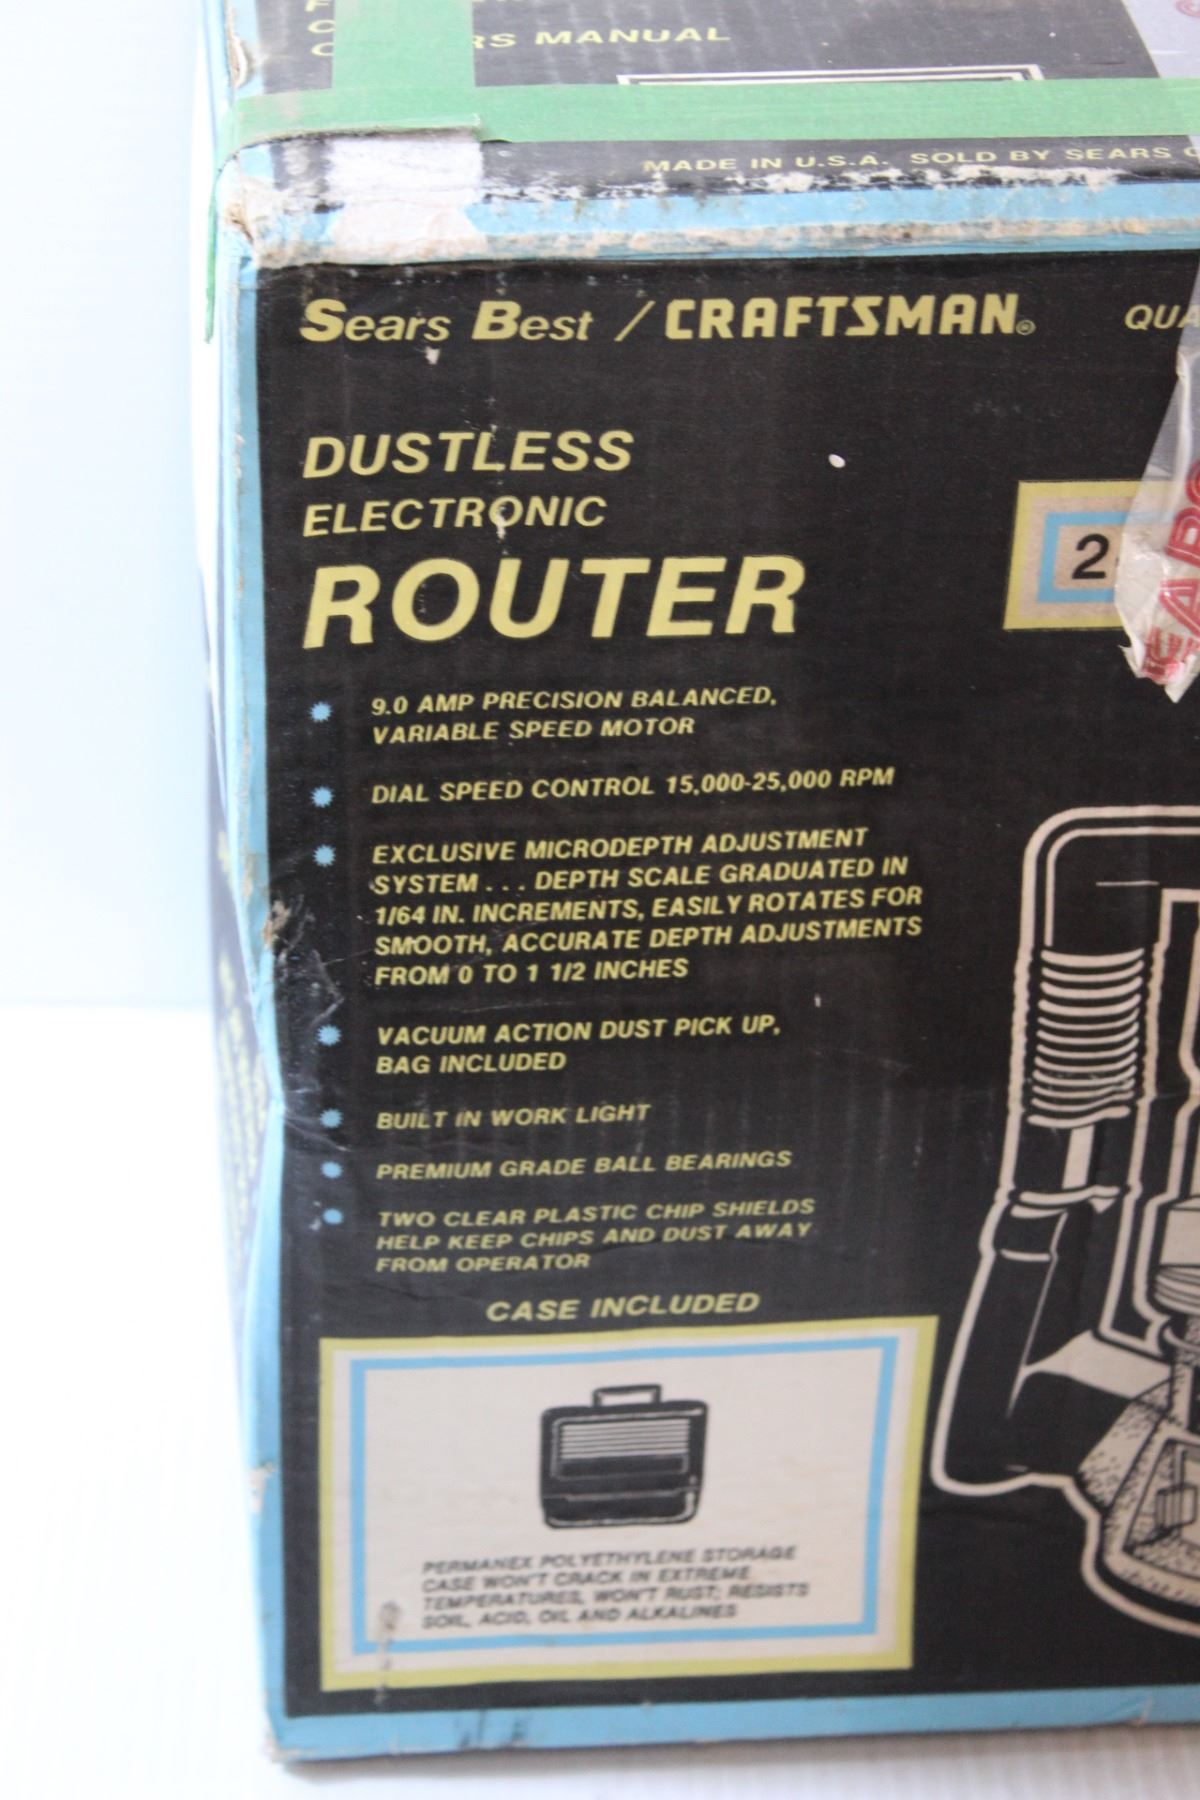 MANUAL
MADE IN U.S.A. SOLD BY SEARS
Sears Best / CRAFTSMAN®
DUSTLESS
ELECTRONIC
ROUTER
9.0 AMP PRECISION BALANCED,
VARIABLE SPEED MOTOR
DIAL SPEED CONTROL 15,000-25,000 RPM
EXCLUSIVE MICRODEPTH ADJUSTMENT
SYSTEM . . . DEPTH SCALE GRADUATED IN
1/64 IN. INCREMENTS, EASILY ROTATES FOR
SMOOTH, ACCURATE DEPTH ADJUSTMENTS
FROM 0 TO 1 1/2 INCHES
VACUUM ACTION DUST PICK UP,
BAG INCLUDED
BUILT IN WORK LIGHT
PREMIUM GRADE BALL BEARINGS
TWO CLEAR PLASTIC CHIP SHIELDS
HELP KEEP CHIPS AND DUST AWAY
FROM OPERATOR
CASE INCLUDED
PERMANEX POLYETHYLENE STORAGE
CASE WON'T CRACK IN EXTREME
TEMPERATURES, WON'T RUST; RESISTS
SOIL, ACID, OIL AND ALKALINES